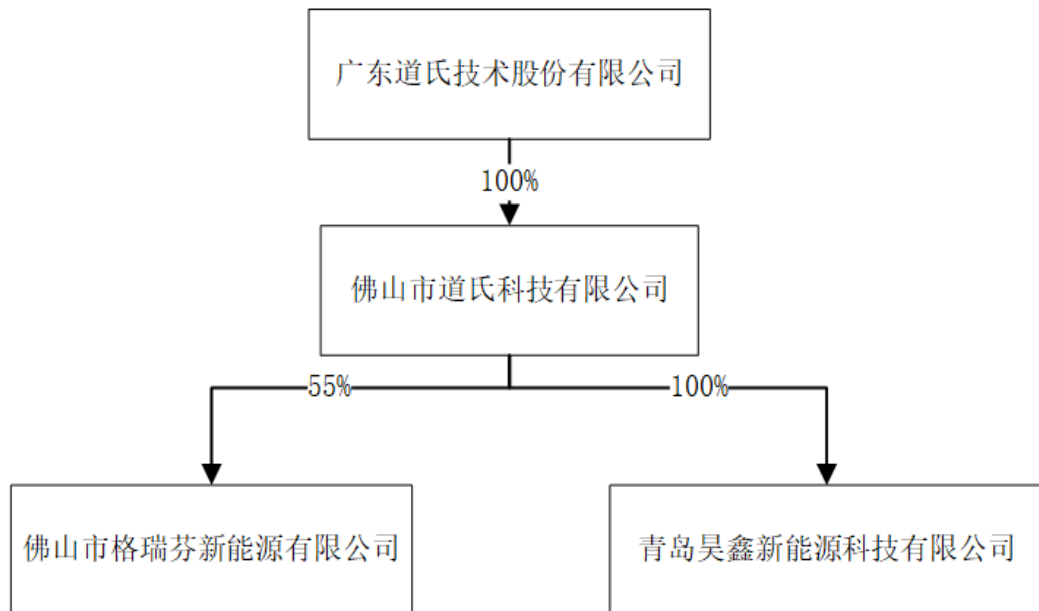 广东道氏技术股份有限公司
100%
佛山市道氏科技有限公司
55%
100%
佛山市格瑞芬新能源有限公司
青岛昊鑫新能源科技有限公司